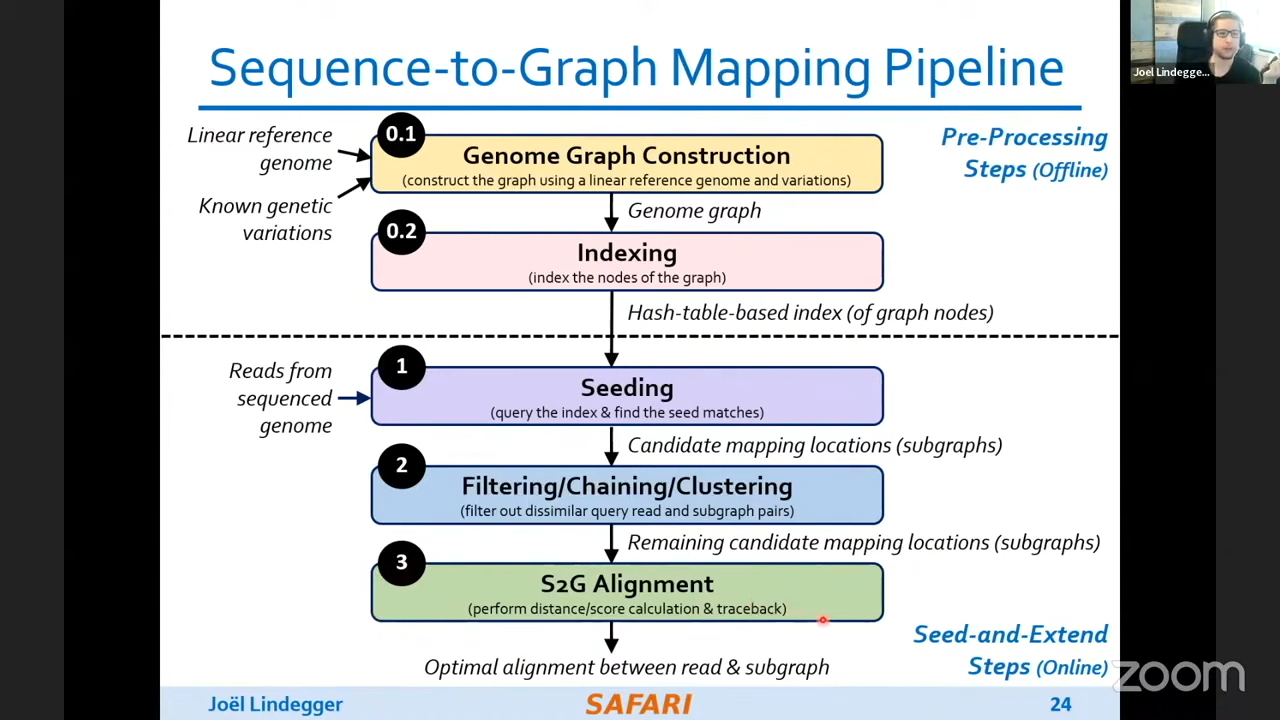 Sequence-to-Graph Mapping Pipeline
Joel Lindegge...
Linear reference
genome
Known genetic
variations
0.1
Genome Graph Construction
(construct the graph using a linear reference genome and variations)
Pre-Processing
Steps (Offline)
Genome graph
0.2
Indexing
(index the nodes of the graph)
Hash-table-based index (of graph nodes)
Reads from
sequenced
genome
1
Seeding
(query the index & find the seed matches)
Candidate mapping locations (subgraphs)
2
Filtering/Chaining/Clustering
(filter out dissimilar query read and subgraph pairs)
Remaining candidate mapping locations (subgraphs)
3
S2G Alignment
(perform distance/score calculation & traceback)
Optimal alignment between read & subgraph
Seed-and-Extend
Steps (Online)
zoom
Joël Lindegger
SAFARI
24